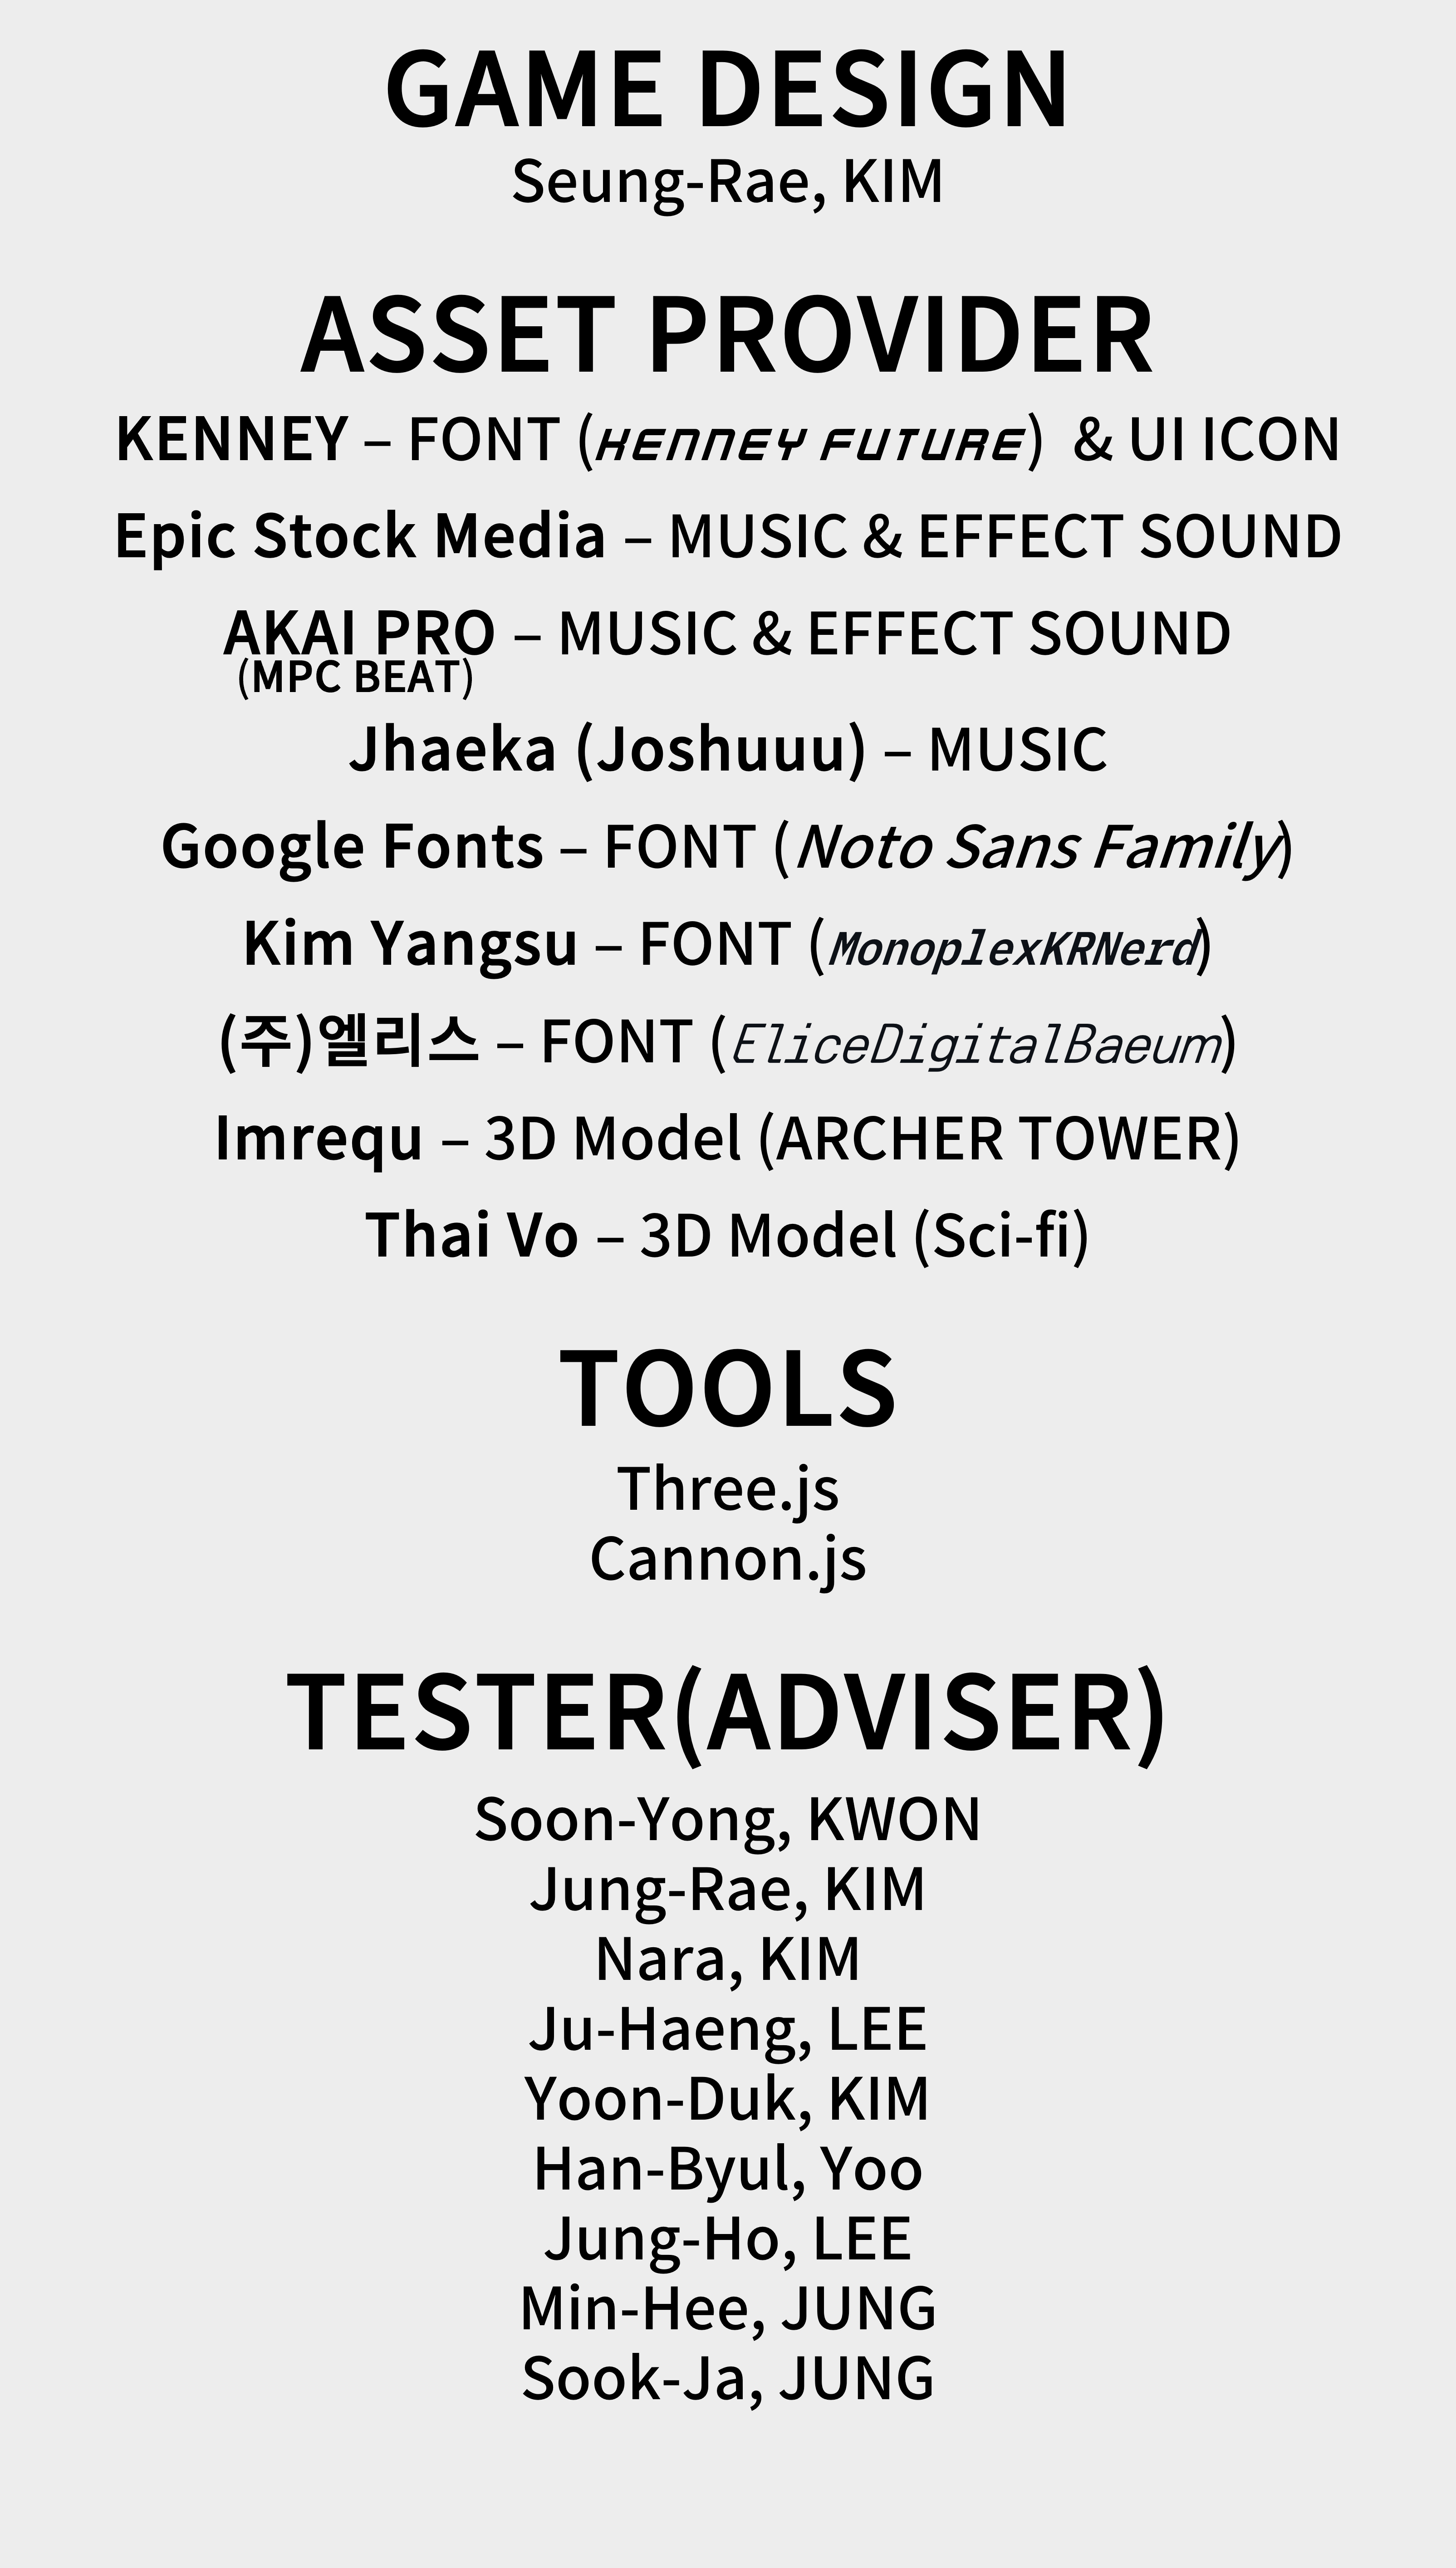 GAME DESIGN
Seung-Rae, KIM
ASSET PROVIDER
KENNEY – FONT (KENNEY FUTURE) & UI ICON
Epic Stock Media – MUSIC & EFFECT SOUND
AKAI PRO – MUSIC & EFFECT SOUND
(MPC BEAT)
Jhaeka (Joshuuu) – MUSIC
Google Fonts – FONT (Noto Sans Family)
Kim Yangsu – FONT (MonoplexKRNerd)
(주)엘리스 – FONT (EliceDigitalBaeum)
Imrequ – 3D Model (ARCHER TOWER)
Thai Vo – 3D Model (Sci-fi)
TOOLS
Three.js
Cannon.js
TESTER(ADVISER)
Soon-Yong, KWON
Jung-Rae, KIM
Nara, KIM
Ju-Haeng, LEE
Yoon-Duk, KIM
Han-Byul, Yoo
Jung-Ho, LEE
Min-Hee, JUNG
Sook-Ja, JUNG